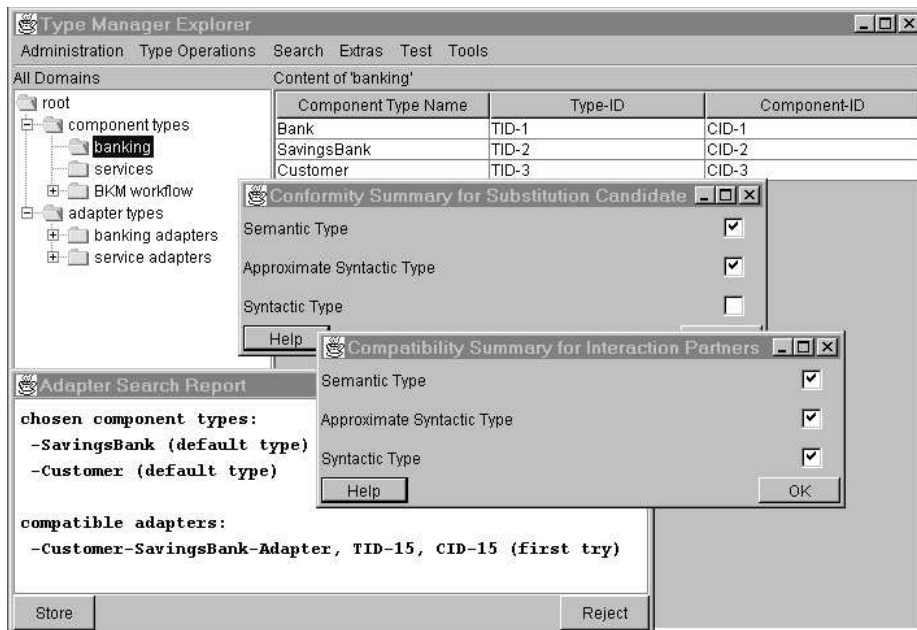 Type Manager Explorer
Administration Type Operations Search Extras Test Tools
All Domains
Content of 'banking'
root
component types
banking
services
BKM workflow
adapter types
banking adapters
service adapters
Component Type Name Type-ID Component-ID
Bank TID-1 CID-1
SavingsBank TID-2 CID-2
Customer TID-3 CID-3
Conformity Summary for Substitution Candidate
Semantic Type
Approximate Syntactic Type
Syntactic Type
Help
Compatibility Summary for Interaction Partners
Semantic Type
Approximate Syntactic Type
Syntactic Type
Help OK
Adapter Search Report
chosen component types:
-SavingsBank (default type)
-Customer (default type)
compatible adapters:
-Customer-SavingsBank-Adapter, TID-15, CID-15 (first try)
Store Reject